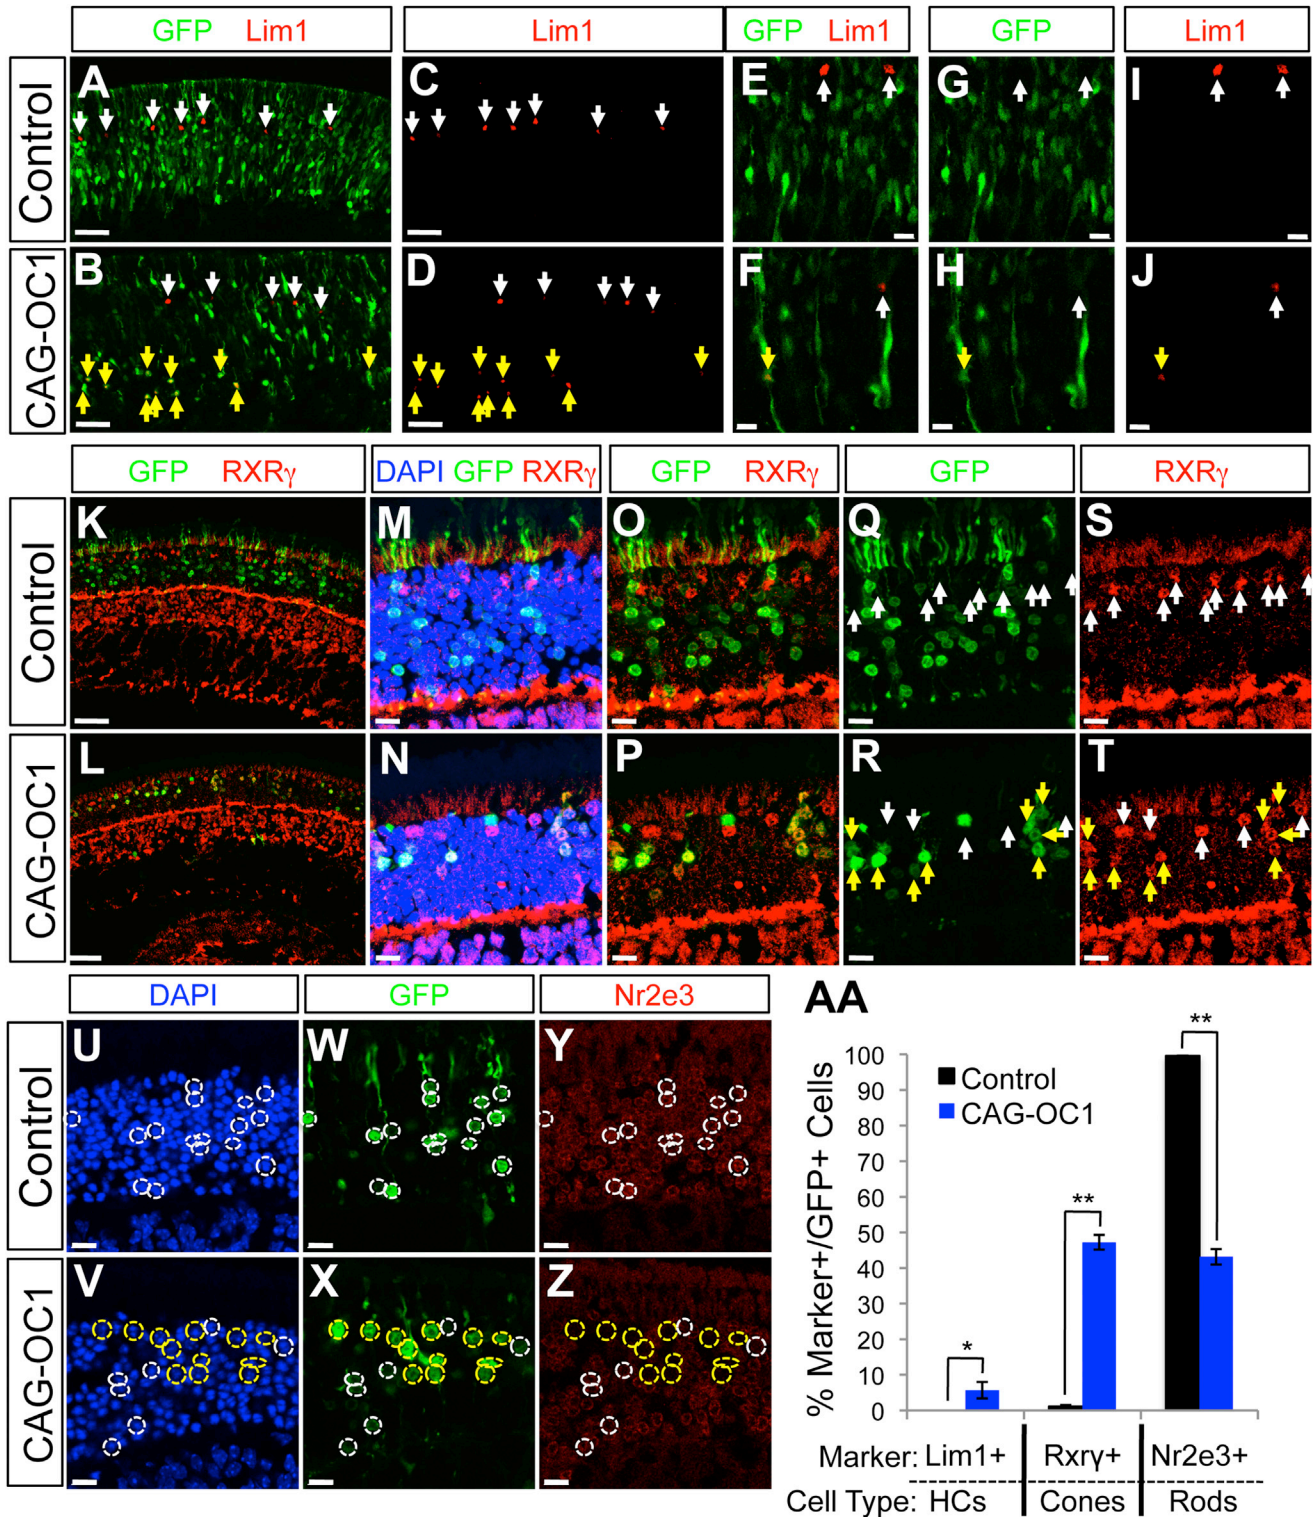 GFP Lim1
Lim1
GFP Lim1
GFP
Lim1
Control
A
C
E
G
I
CAG-OC1
B
D
F
H
J
GFP RXRγ
DAPI GFP RXRγ
GFP RXRγ
GFP
RXRγ
Control
K
M
O
Q
S
CAG-OC1
L
N
P
R
T
DAPI
GFP
Nr2e3
Control
U
W
Y
CAG-OC1
V
X
Z
AA
% Marker+/GFP+ Cells
100
90
80
70
60
50
40
30
20
10
0
Control
CAG-OC1
*
**
**
Marker: Lim1+ Rxrγ+ Nr2e3+
Cell Type: HCs Cones Rods